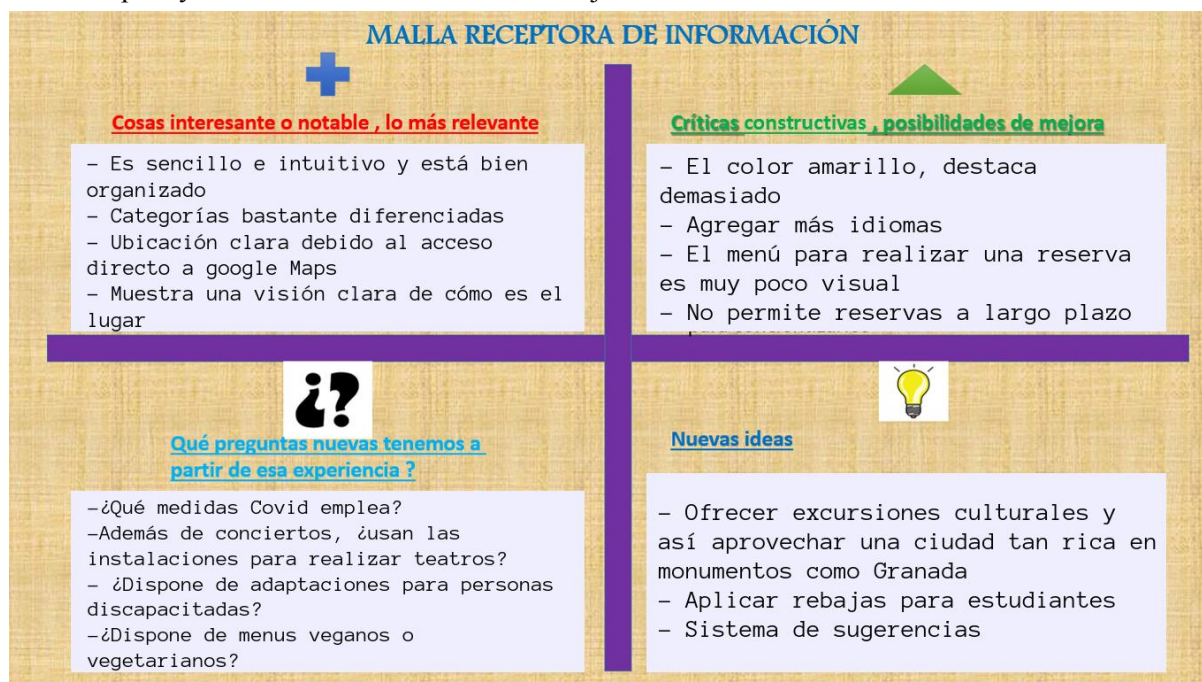 MALLA RECEPTORA DE INFORMACIÓN
Cosas interesante o notable , lo más relevante
- Es sencillo e intuitivo y está bien
organizado
- Categorías bastante diferenciadas
- Ubicación clara debido al acceso
directo a google Maps
- Muestra una visión clara de cómo es el
lugar
Críticas constructivas , posibilidades de mejora
- El color amarillo, destaca
demasiado
- Agregar más idiomas
- El menú para realizar una reserva
es muy poco visual
- No permite reservas a largo plazo
¿?
Qué preguntas nuevas tenemos a
partir de esa experiencia ?
-¿Qué medidas Covid emplea?
-Además de conciertos, ¿usan las
instalaciones para realizar teatros?
- ¿Dispone de adaptaciones para personas
discapacitadas?
-¿Dispone de menus veganos o
vegetarianos?
Nuevas ideas
- Ofrecer excursiones culturales y
así aprovechar una ciudad tan rica en
monumentos como Granada
- Aplicar rebajas para estudiantes
- Sistema de sugerencias